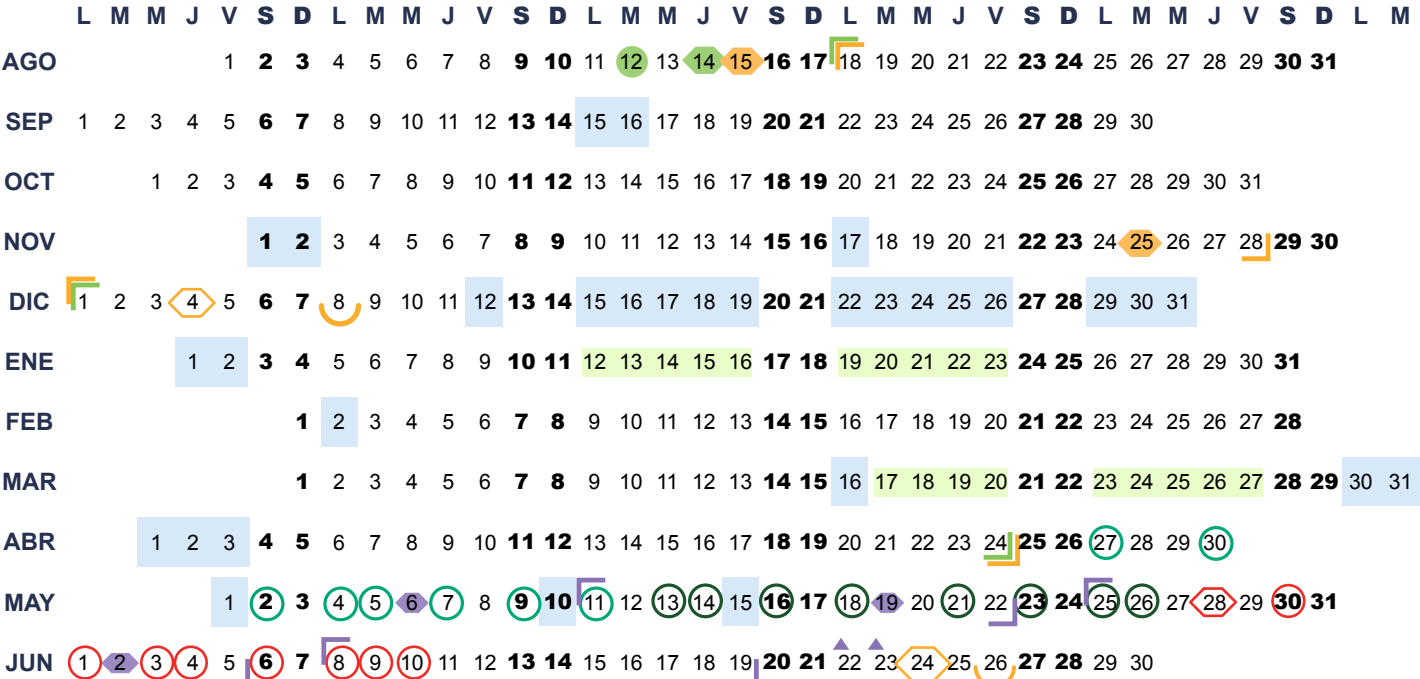 L M M J V S D L M M J V S D L M M J V S D L M M J V S D L M M J V S D L M
AGO 1 2 3 4 5 6 7 8 9 10 11 12 13 14 15 16 17 18 19 20 21 22 23 24 25 26 27 28 29 30 31
SEP 1 2 3 4 5 6 7 8 9 10 11 12 13 14 15 16 17 18 19 20 21 22 23 24 25 26 27 28 29 30
OCT 1 2 3 4 5 6 7 8 9 10 11 12 13 14 15 16 17 18 19 20 21 22 23 24 25 26 27 28 29 30 31
NOV 1 2 3 4 5 6 7 8 9 10 11 12 13 14 15 16 17 18 19 20 21 22 23 24 25 26 27 28 29 30
DIC 1 2 3 4 5 6 7 8 9 10 11 12 13 14 15 16 17 18 19 20 21 22 23 24 25 26 27 28 29 30 31
ENE 1 2 3 4 5 6 7 8 9 10 11 12 13 14 15 16 17 18 19 20 21 22 23 24 25 26 27 28 29 30 31
FEB 1 2 3 4 5 6 7 8 9 10 11 12 13 14 15 16 17 18 19 20 21 22 23 24 25 26 27 28
MAR 1 2 3 4 5 6 7 8 9 10 11 12 13 14 15 16 17 18 19 20 21 22 23 24 25 26 27 28 29 30 31
ABR 1 2 3 4 5 6 7 8 9 10 11 12 13 14 15 16 17 18 19 20 21 22 23 24 25 26 27 28 29 30
MAY 1 2 3 4 5 6 7 8 9 10 11 12 13 14 15 16 17 18 19 20 21 22 23 24 25 26 27 28 29 30 31
JUN 1 2 3 4 5 6 7 8 9 10 11 12 13 14 15 16 17 18 19 20 21 22 23 24 25 26 27 28 29 30